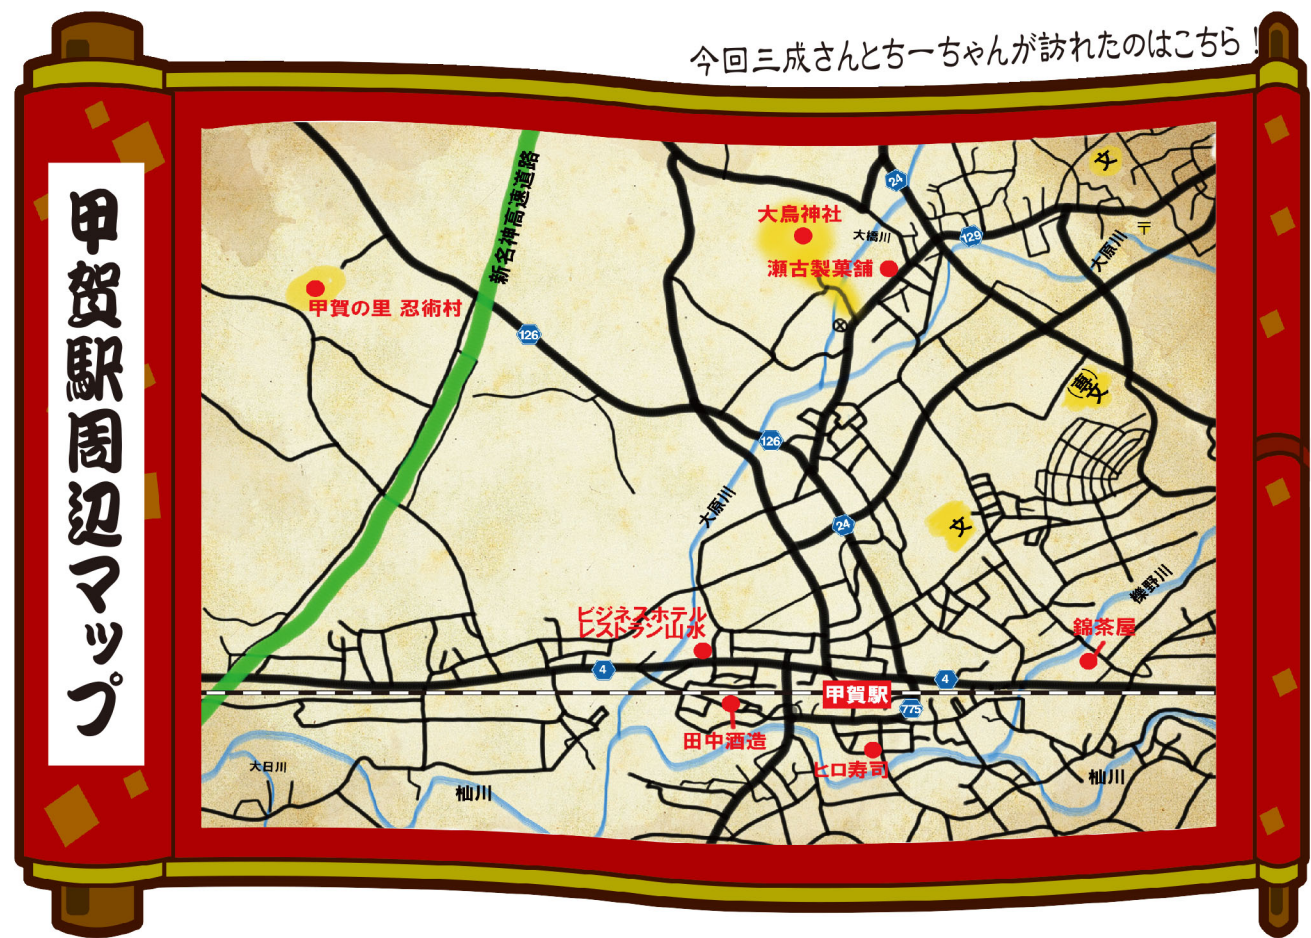 今回三成さんとちーちゃんが訪れたのはこちら!
甲賀駅周辺マップ
新名神高速道路
24
文
大鳥神社
大橋川
129
〒
大原川
瀬古製菓舗
甲賀の里 忍術村
126
(専)
文
126
大原川
24
文
櫟野川
ビジネスホテル
レストラン山水
錦茶屋
4
甲賀駅
4
775
田中酒造
ヒロ寿司
大日川
杣川
杣川